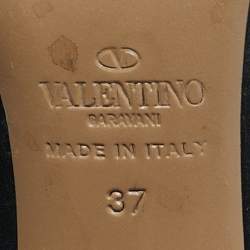 V
VALENTINO
GARAVANI
MADE IN ITALY
37